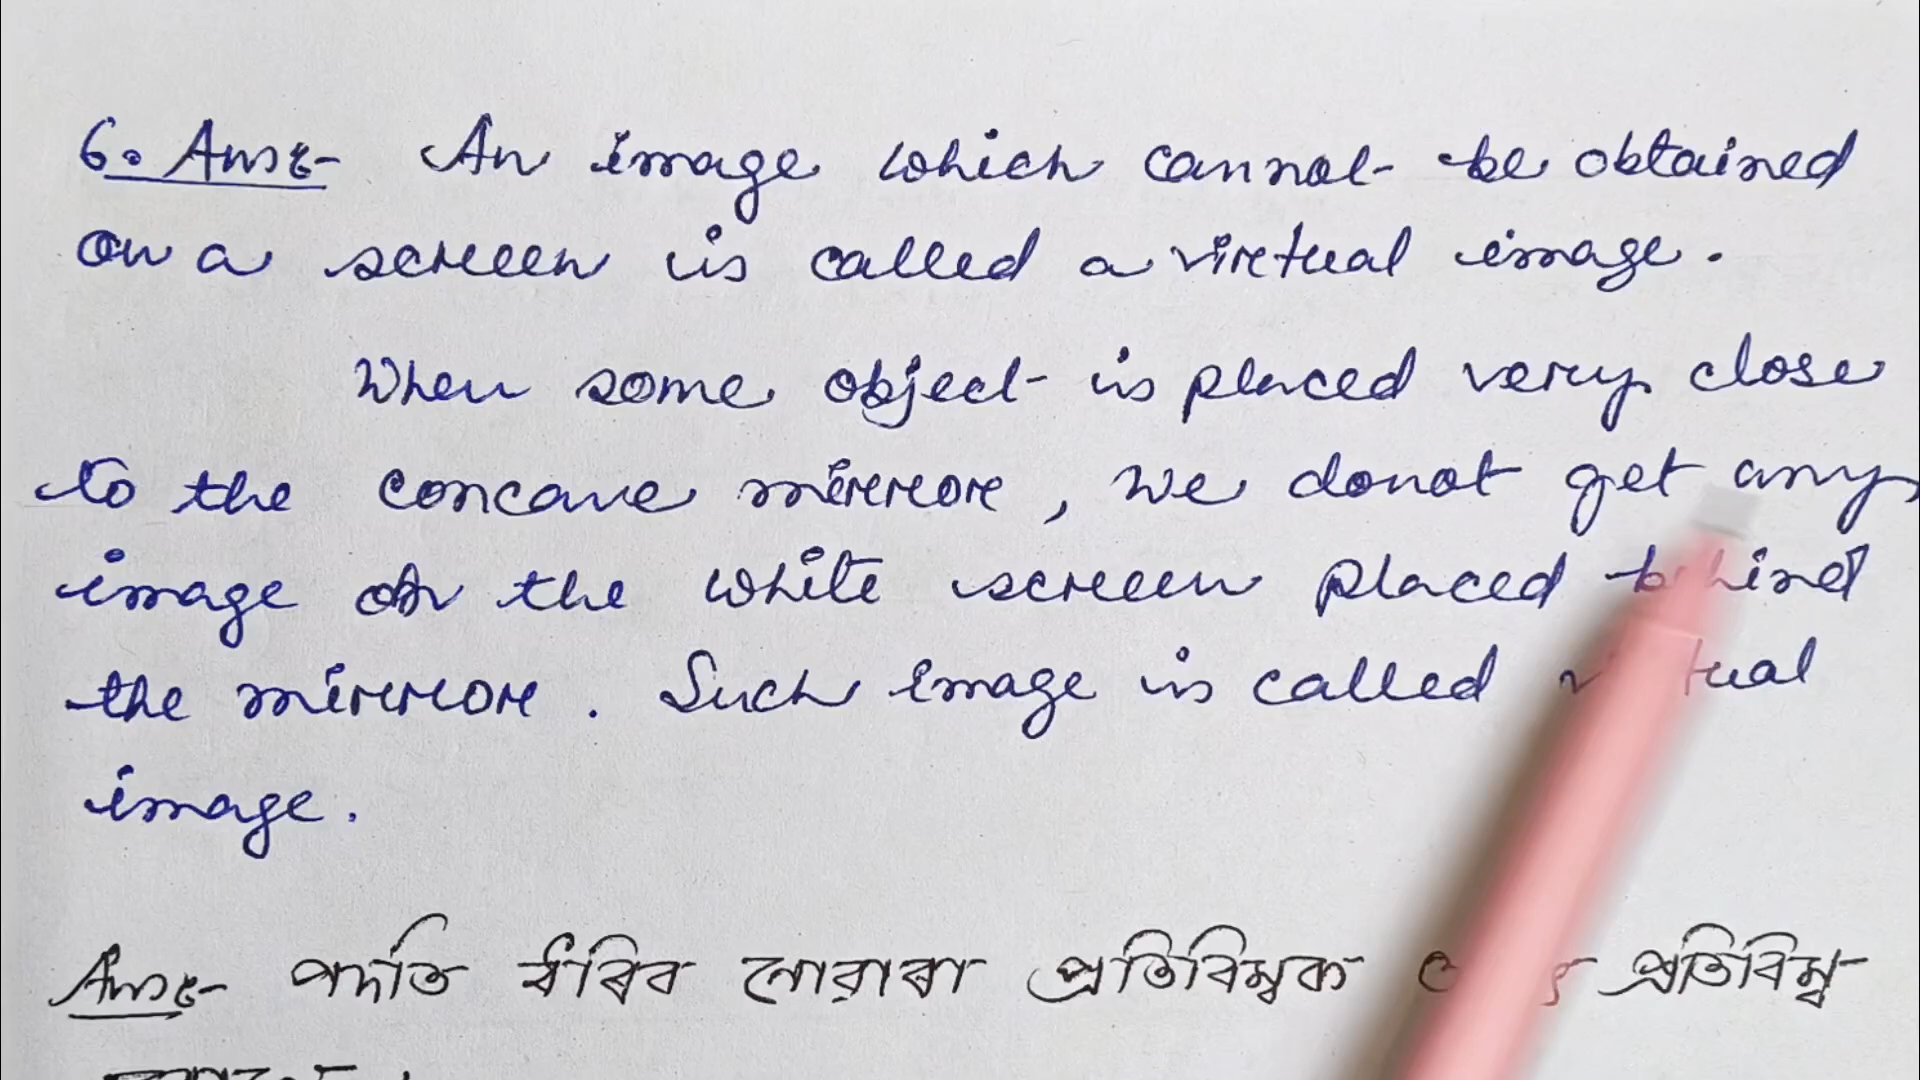 6. Ans:- An image which cannot be obtained
on a screen is called a virtual image.
When some object is placed very close
to the concave mirror, we donot get any
image on the white screen placed behind
the mirror. Such image is called virtual
image.
Ans:- পৰ্দাত ধৰিব নোৱাৰা প্ৰতিবিম্বক প্ৰতিবিম্ব